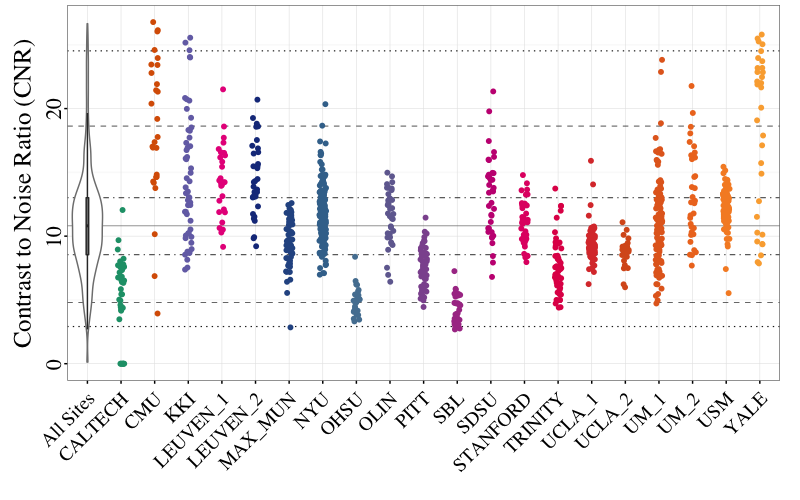 Contrast to Noise Ratio (CNR)
20
10
0
All Sites
CALTECH
CMU
KKI
LEUVEN_1
LEUVEN_2
MAX_MUN
NYU
OHSU
OLIN
PITT
SBL
SDSU
STANFORD
TRINITY
UCLA_1
UCLA_2
UM_1
UM_2
USM
YALE